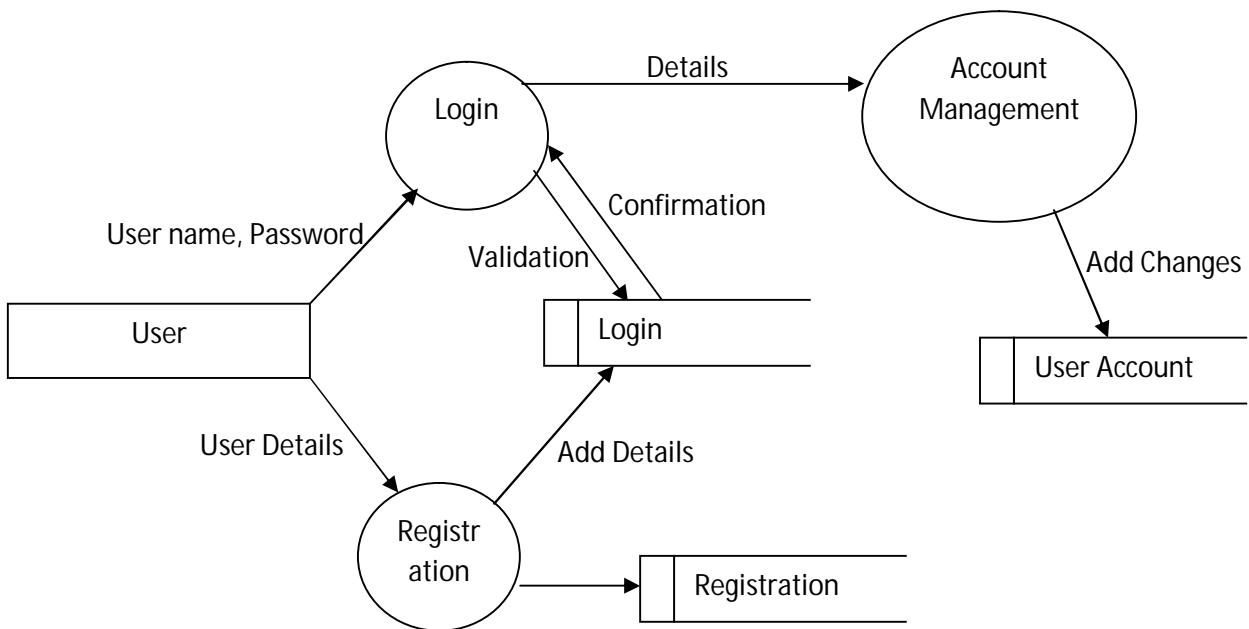 Details
Account
Management
Login
Confirmation
User name, Password
Validation
Add Changes
User
Login
User Account
User Details
Add Details
Registr
ation
Registration